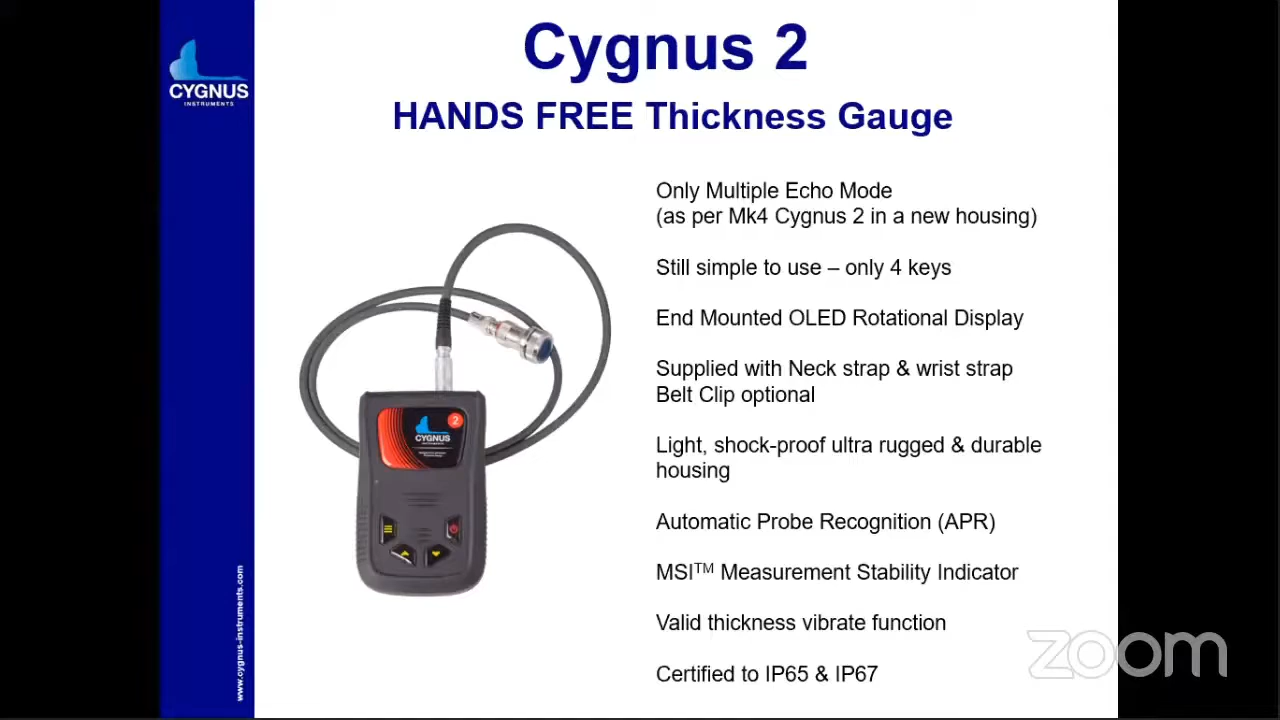 Cygnus 2
HANDS FREE Thickness Gauge
CYGNUS
INSTRUMENTS
Only Multiple Echo Mode
(as per Mk4 Cygnus 2 in a new housing)
Still simple to use – only 4 keys
End Mounted OLED Rotational Display
Supplied with Neck strap & wrist strap
Belt Clip optional
Light, shock-proof ultra rugged & durable
housing
Automatic Probe Recognition (APR)
MSI™ Measurement Stability Indicator
Valid thickness vibrate function
Certified to IP65 & IP67
2
CYGNUS
www.cygnus-instruments.com
zoom